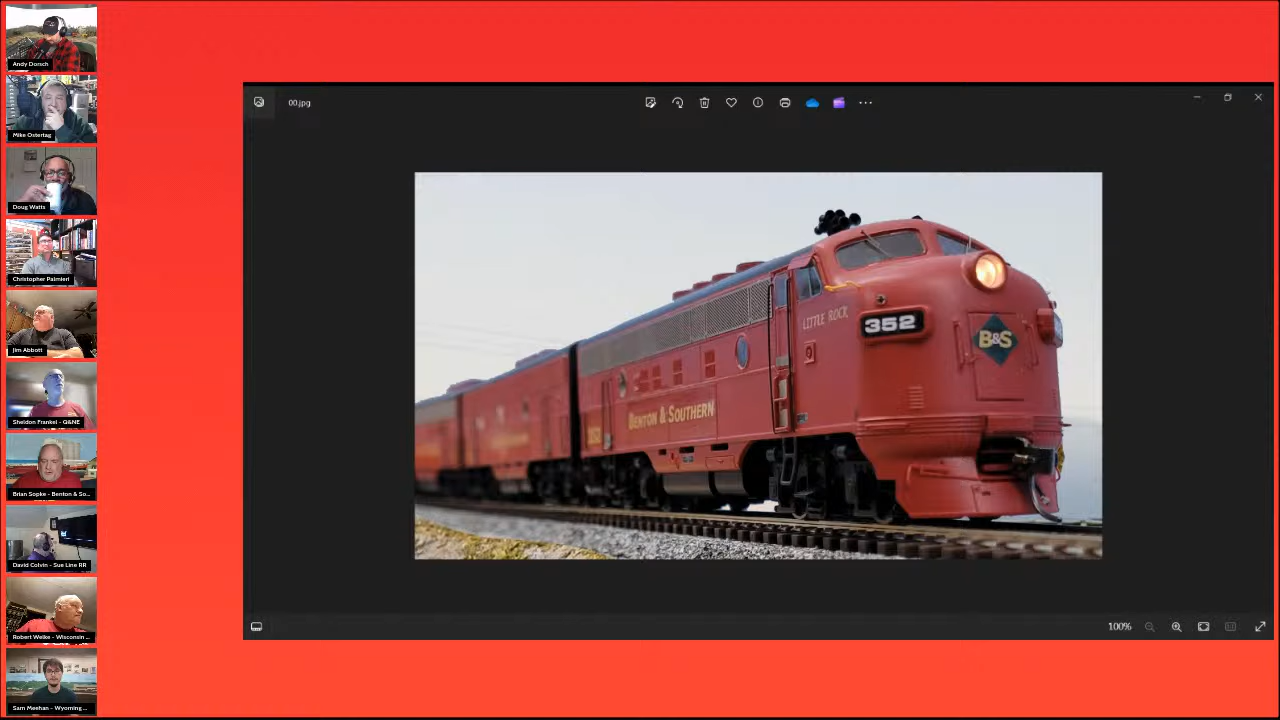 Andy Dorsch
Mike Ostertag
Doug Watts
Christopher Palmieri
Jim Abbott
Sheldon Frankel - Q&NE
Brian Sopke - Benton & So...
David Colvin - Sue Line RR
Robert Welke - Wisconsin ...
Sam Meehan - Wyoming ...
00.jpg
LITTLE ROCK
352
B&S
BENTON & SOUTHERN
352
100%